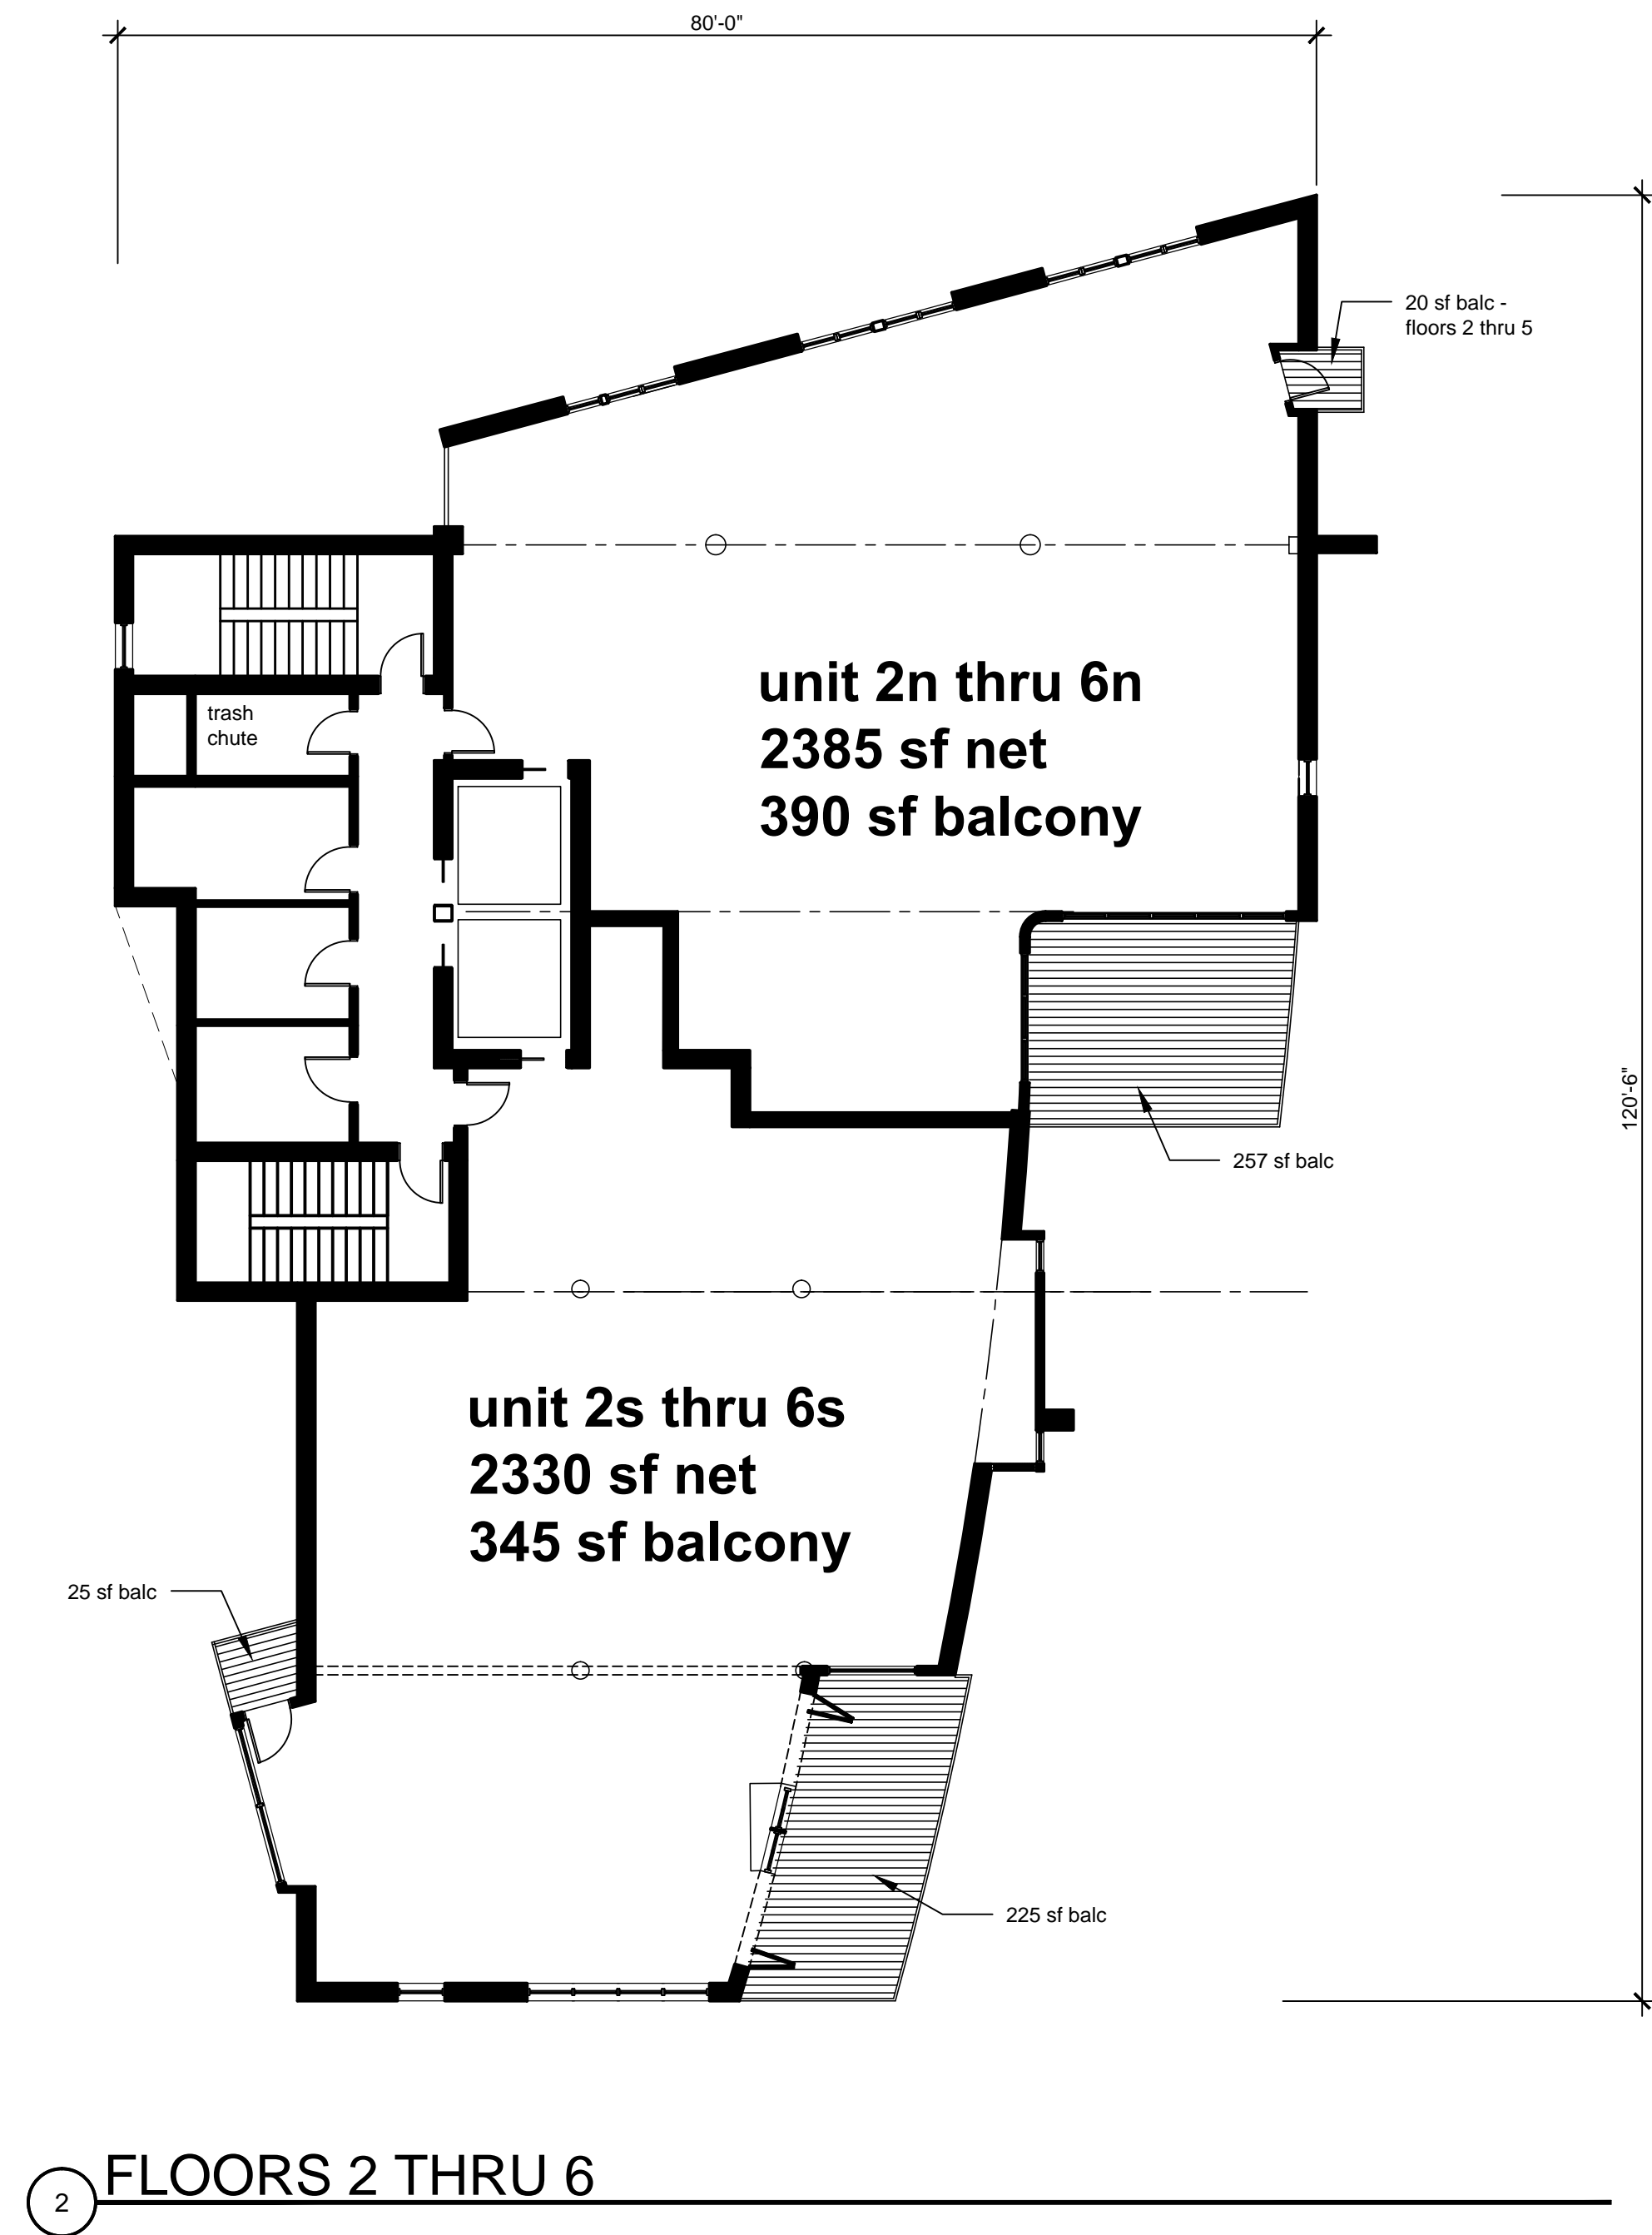 80'-0"
20 sf balc -
floors 2 thru 5
unit 2n thru 6n
2385 sf net
390 sf balcony
trash
chute
120'-6"
257 sf balc
unit 2s thru 6s
2330 sf net
345 sf balcony
25 sf balc
225 sf balc
2
FLOORS 2 THRU 6